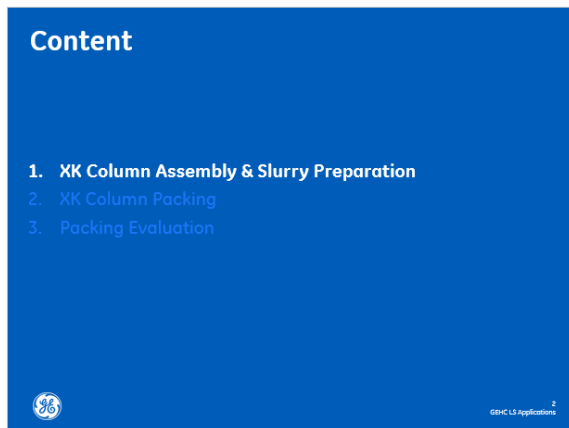 Content
1. XK Column Assembly & Slurry Preparation
2. XK Column Packing
3. Packing Evaluation
2
GEHC LS Applications